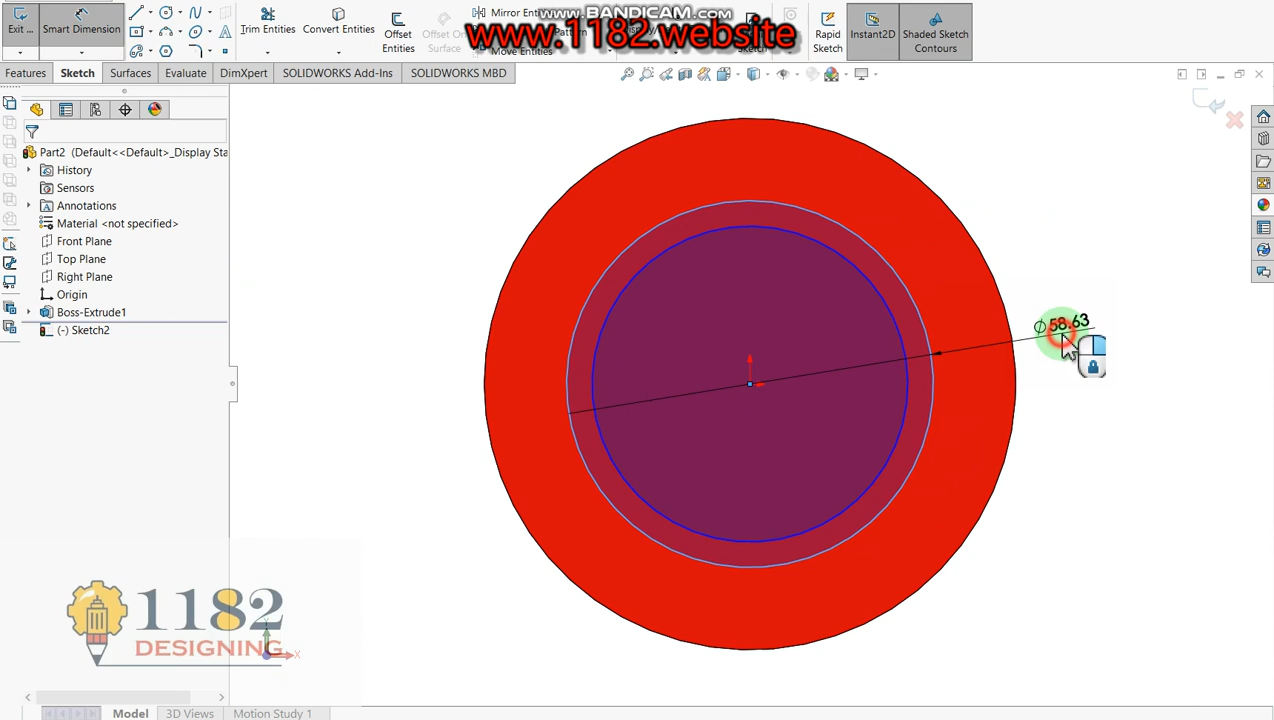 www.BANDICAM.com
www.1182.website
Exit ...
Smart Dimension
Trim Entities
Convert Entities
Offset Entities
Offset On Surface
Mirror Entities
Move Entities
Rapid Sketch
Instant2D
Shaded Sketch Contours
Features
Sketch
Surfaces
Evaluate
DimXpert
SOLIDWORKS Add-Ins
SOLIDWORKS MBD
Part2 (Default<<Default>_Display Sta
History
Sensors
Annotations
Material <not specified>
Front Plane
Top Plane
Right Plane
Origin
Boss-Extrude1
(-) Sketch2
∅ 58.63
1182
DESIGNING
X
Model
3D Views
Motion Study 1